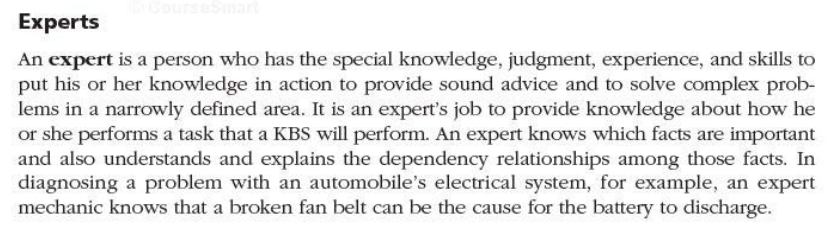 © CourseSmart
Experts
An expert is a person who has the special knowledge, judgment, experience, and skills to
put his or her knowledge in action to provide sound advice and to solve complex prob-
lems in a narrowly defined area. It is an expert's job to provide knowledge about how he
or she performs a task that a KBS will perform. An expert knows which facts are important
and also understands and explains the dependency relationships among those facts. In
diagnosing a problem with an automobile's electrical system, for example, an expert
mechanic knows that a broken fan belt can be the cause for the battery to discharge.